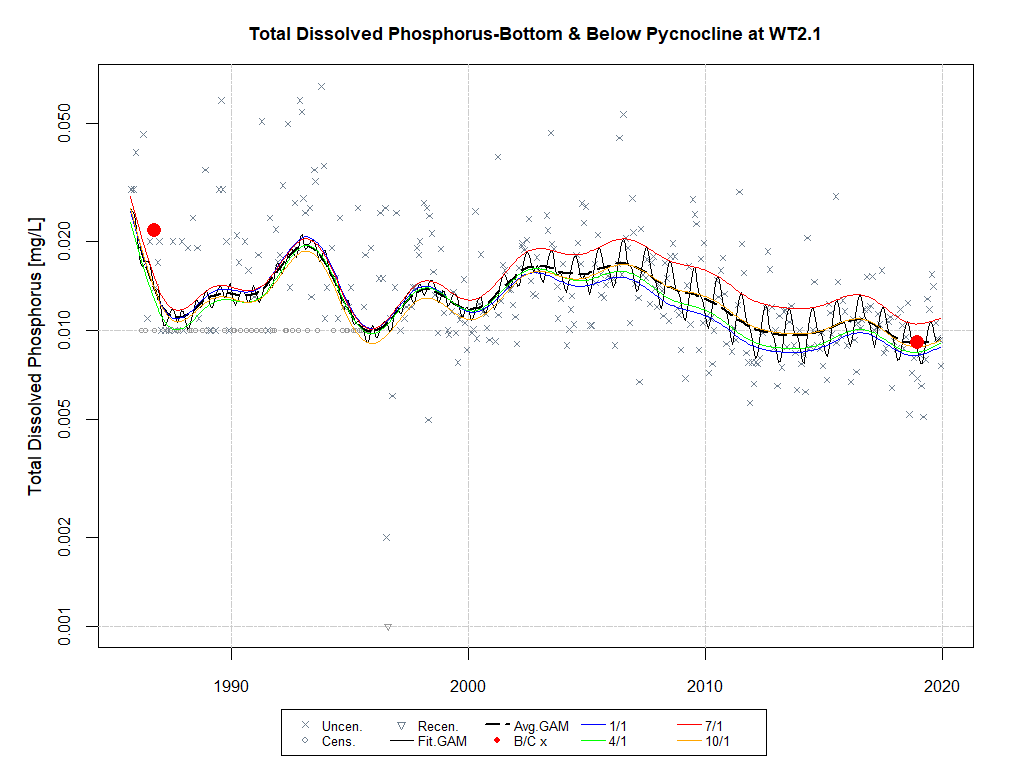 Total Dissolved Phosphorus-Bottom & Below Pycnocline at WT2.1
Total Dissolved Phosphorus [mg/L]
0.050
0.020
0.010
0.005
0.002
0.001
1990 2000 2010 2020
Uncen. Recen. Avg.GAM 1/1 7/1
Cens. Fit.GAM B/C x 4/1 10/1